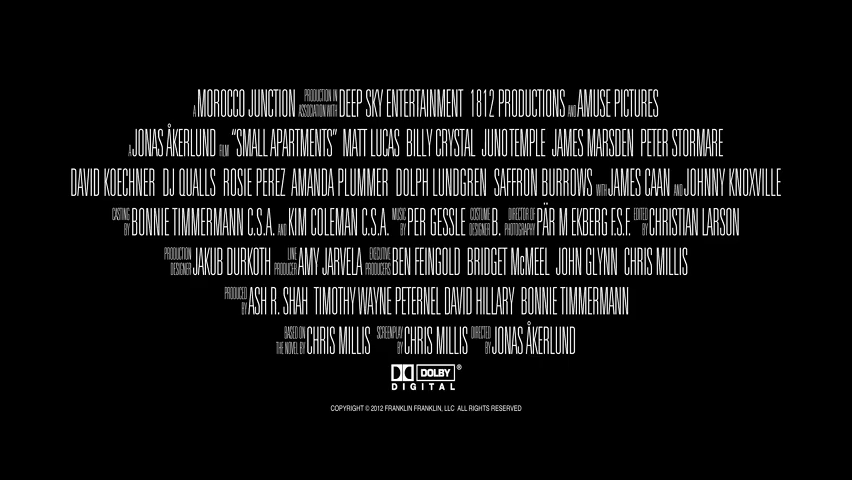 A MOROCCO JUNCTION PRODUCTION IN ASSOCIATION WITH DEEP SKY ENTERTAINMENT 1812 PRODUCTIONS AND AMUSE PICTURES
A JONAS ÅKERLUND FILM "SMALL APARTMENTS" MATT LUCAS BILLY CRYSTAL JUNO TEMPLE JAMES MARSDEN PETER STORMARE
DAVID KOECHNER DJ QUALLS ROSIE PEREZ AMANDA PLUMMER DOLPH LUNDGREN SAFFRON BURROWS WITH JAMES CAAN AND JOHNNY KNOXVILLE
CASTING BY BONNIE TIMMERMANN C.S.A. AND KIM COLEMAN C.S.A. MUSIC BY PER GESSLE COSTUME DESIGNER B. DIRECTOR OF PHOTOGRAPHY PÄR M EKBERG F.S.F. EDITED BY CHRISTIAN LARSON
PRODUCTION DESIGNER JAKUB DURKOTH LINE PRODUCER AMY JARVELA EXECUTIVE PRODUCERS BEN FEINGOLD BRIDGET McMEEL JOHN GLYNN CHRIS MILLIS
PRODUCED BY ASH R. SHAH TIMOTHY WAYNE PETERNEL DAVID HILLARY BONNIE TIMMERMANN
BASED ON THE NOVEL BY CHRIS MILLIS SCREENPLAY BY CHRIS MILLIS DIRECTED BY JONAS ÅKERLUND
DOLBY®
DIGITAL
COPYRIGHT © 2012 FRANKLIN FRANKLIN, LLC ALL RIGHTS RESERVED